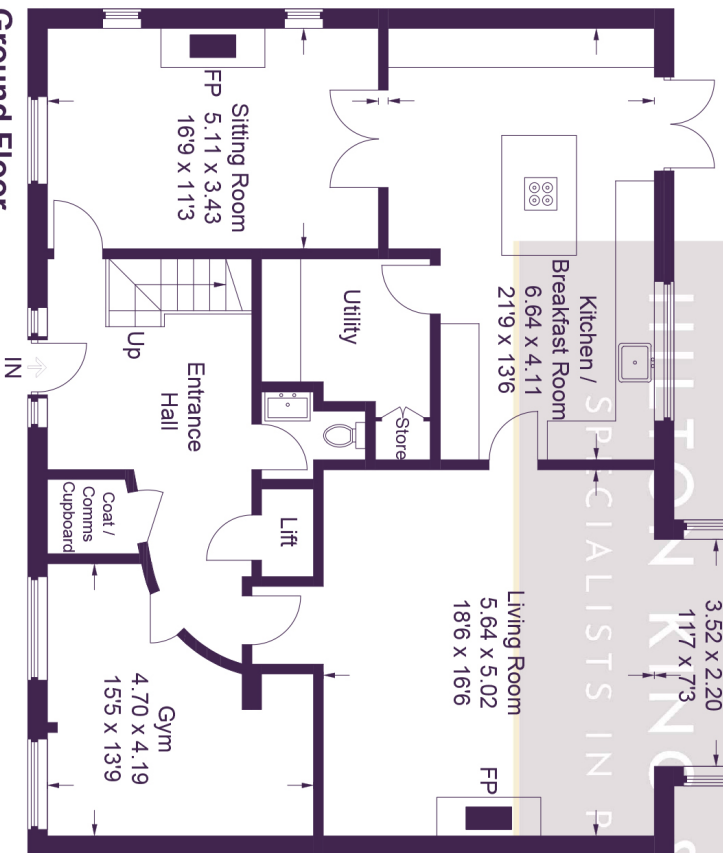 3.52 x 2.20
11'7 x 7'3
Kitchen /
Breakfast Room
6.64 x 4.11
21'9 x 13'6
Living Room
5.64 x 5.02
18'6 x 16'6
FP
Sitting Room
FP 5.11 x 3.43
16'9 x 11'3
Utility
Store
Lift
Up
Entrance
Hall
Coat /
Comms
Cupboard
Gym
4.70 x 4.19
15'5 x 13'9
IN
Ground Floor
HILTON KING
SPECIALISTS IN